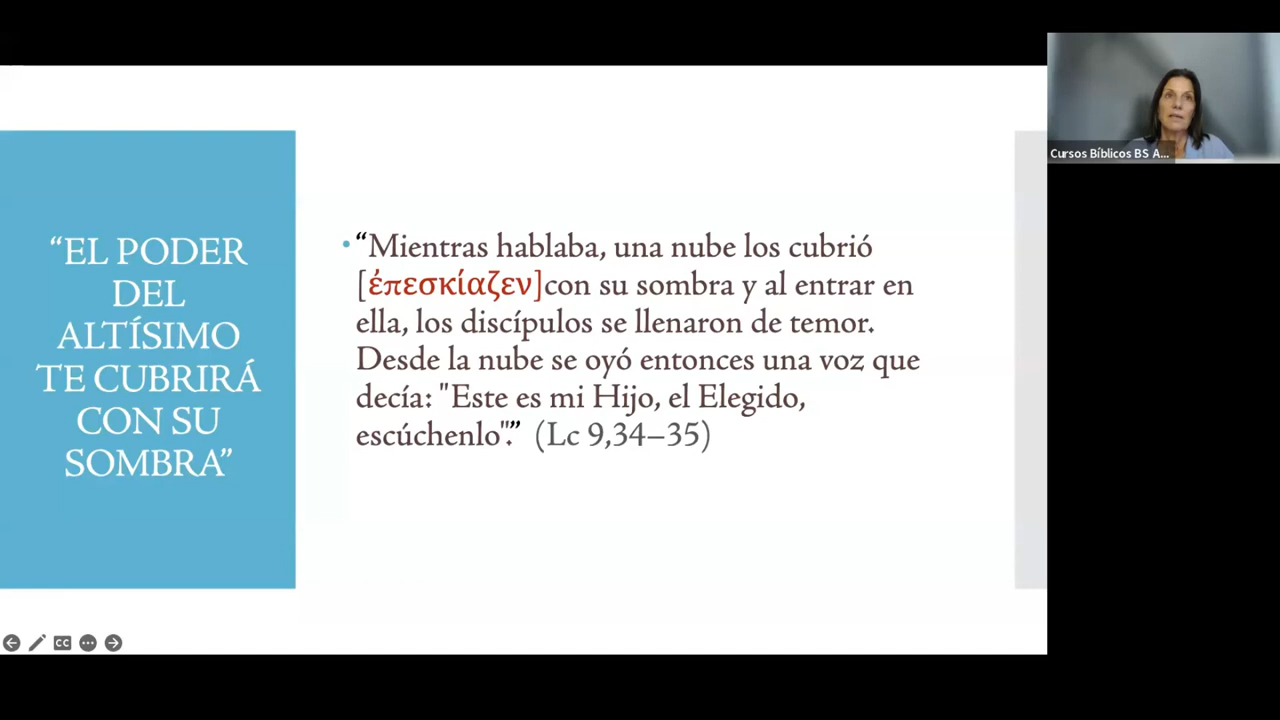 “EL PODER
DEL
ALTÍSIMO
TE CUBRIRÁ
CON SU
SOMBRA”
• “Mientras hablaba, una nube los cubrió
[ἐπεσκίαζεν]con su sombra y al entrar en
ella, los discípulos se llenaron de temor.
Desde la nube se oyó entonces una voz que
decía: "Este es mi Hijo, el Elegido,
escúchenlo".” (Lc 9,34–35)
Cursos Bíblicos BS A...
CC